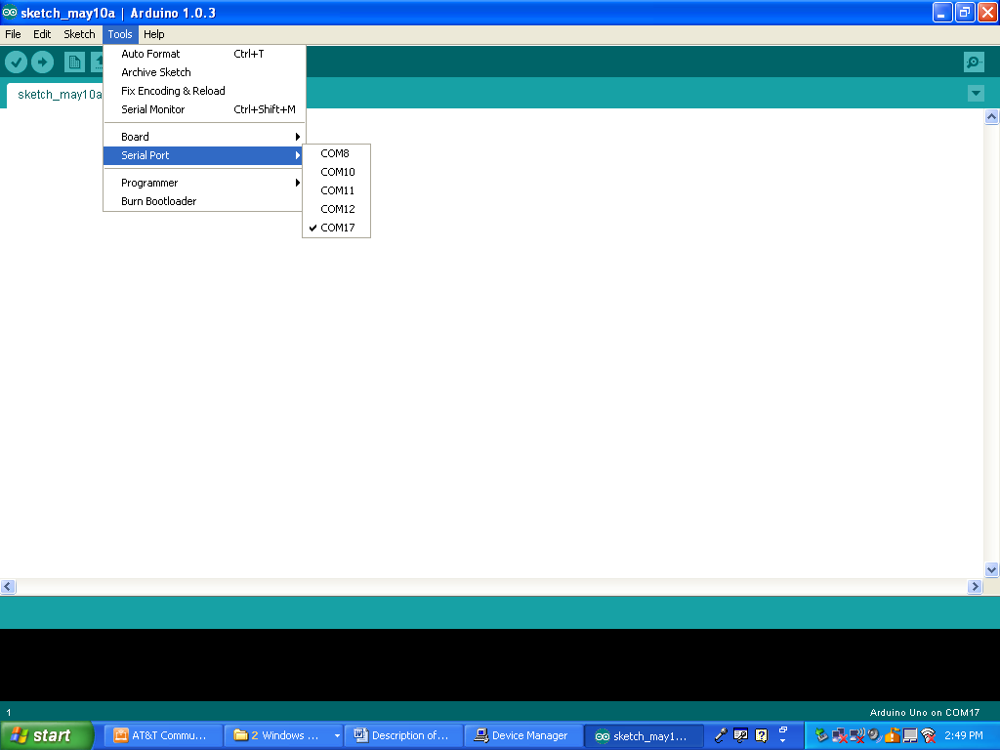 sketch_may10a | Arduino 1.0.3
File Edit Sketch Tools Help
sketch_may10a
Auto Format Ctrl+T
Archive Sketch
Fix Encoding & Reload
Serial Monitor Ctrl+Shift+M
Board
Serial Port
Programmer
Burn Bootloader
COM8
COM10
COM11
COM12
COM17
1
Arduino Uno on COM17
start
AT&T Commu...
2 Windows ...
Description of...
Device Manager
sketch_may1...
2:49 PM